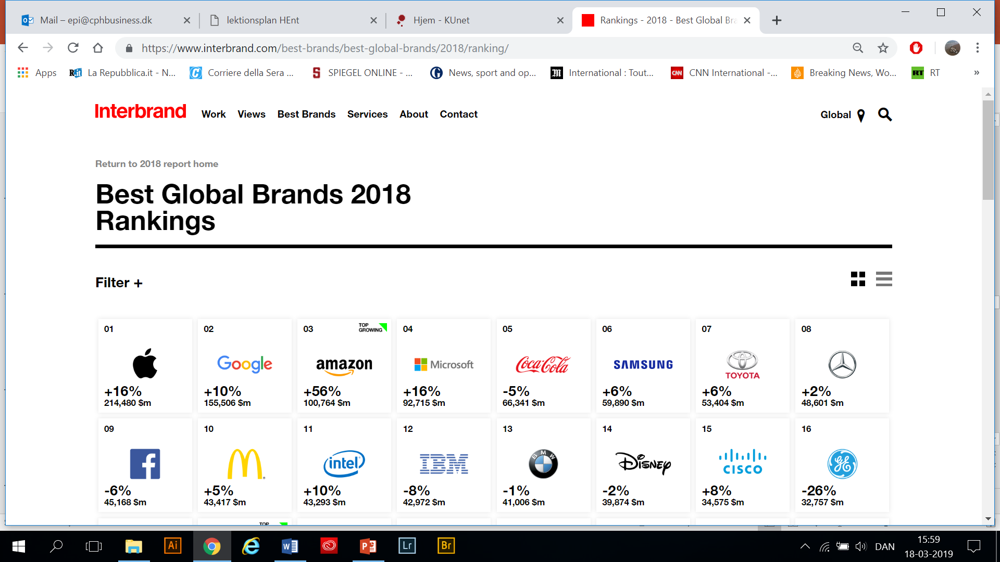 Mail – epi@cphbusiness.dk
lektionsplan HEnt
Hjem - KUnet
Rankings - 2018 - Best Global Bra
https://www.interbrand.com/best-brands/best-global-brands/2018/ranking/
Apps
La Repubblica.it - N...
Corriere della Sera ...
SPIEGEL ONLINE - ...
News, sport and op...
International : Tout...
CNN International -...
Breaking News, Wo...
RT
Interbrand
Work Views Best Brands Services About Contact
Global
Return to 2018 report home
Best Global Brands 2018
Rankings
Filter +
01
+16%
214,480 $m
02
Google
+10%
155,506 $m
03
TOP
GROWING
amazon
+56%
100,764 $m
04
Microsoft
+16%
92,715 $m
05
Coca-Cola
-5%
66,341 $m
06
SAMSUNG
+6%
59,890 $m
07
TOYOTA
+6%
53,404 $m
08
+2%
48,601 $m
09
f
-6%
45,168 $m
10
+5%
43,417 $m
11
intel
+10%
43,293 $m
12
IBM
-8%
42,972 $m
13
BMW
-1%
41,006 $m
14
Disney
-2%
39,874 $m
15
CISCO
+8%
34,575 $m
16
GE
-26%
32,757 $m
TOP
Ai
Lr
Br
DAN
15:59
18-03-2019